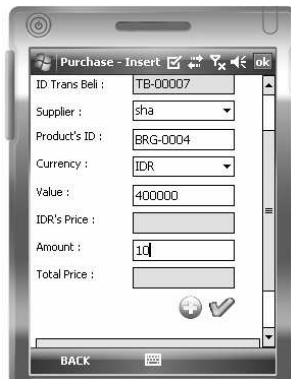 Purchase - Insert ok
ID Trans Beli : TB-00007
Supplier : sha
Product's ID : BRG-0004
Currency : IDR
Value : 400000
IDR's Price :
Amount : 10
Total Price :
BACK